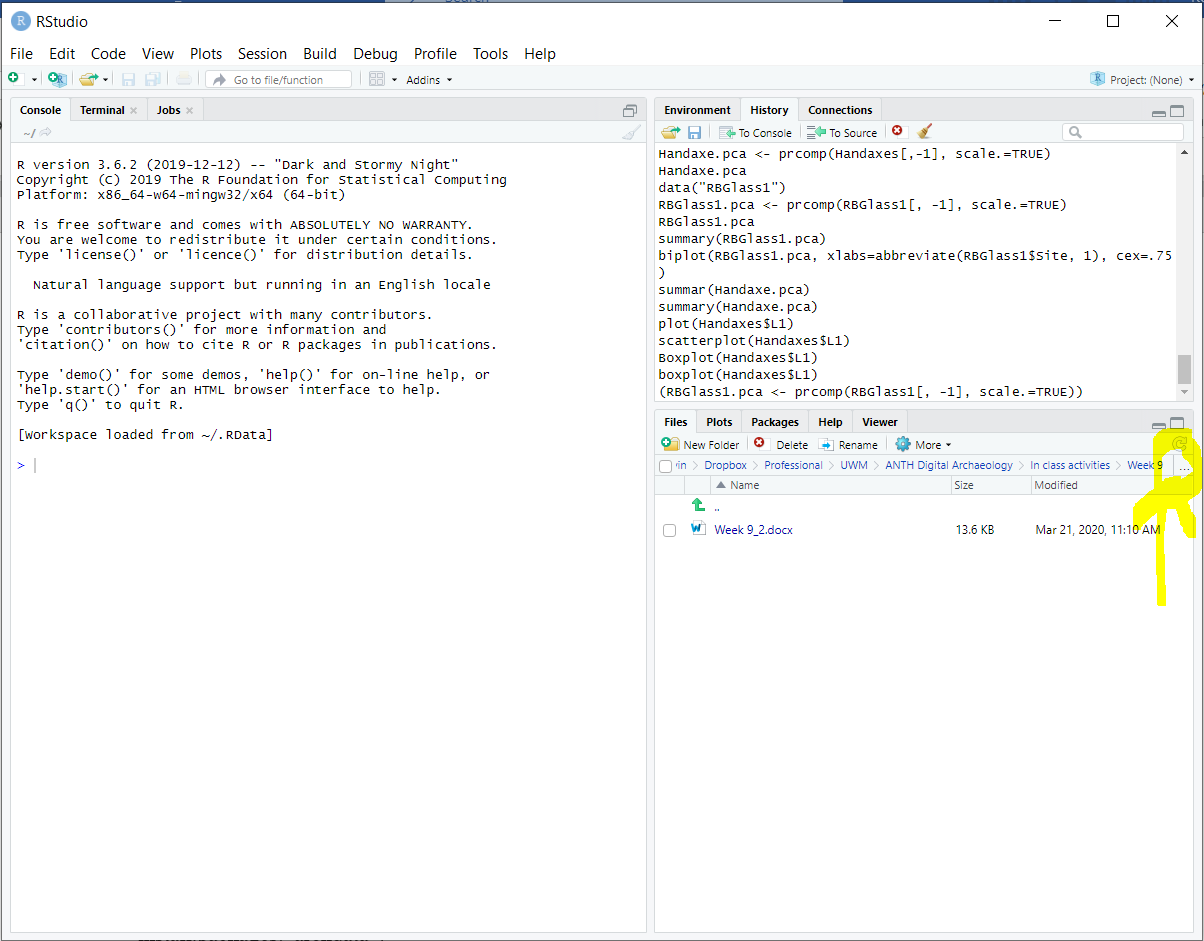 RStudio
File Edit Code View Plots Session Build Debug Profile Tools Help
Go to file/function Addins Project: (None)
Console Terminal Jobs
~/
R version 3.6.2 (2019-12-12) -- "Dark and Stormy Night"
Copyright (C) 2019 The R Foundation for Statistical Computing
Platform: x86_64-w64-mingw32/x64 (64-bit)
R is free software and comes with ABSOLUTELY NO WARRANTY.
You are welcome to redistribute it under certain conditions.
Type 'license()' or 'licence()' for distribution details.
Natural language support but running in an English locale
R is a collaborative project with many contributors.
Type 'contributors()' for more information and
'citation()' on how to cite R or R packages in publications.
Type 'demo()' for some demos, 'help()' for on-line help, or
'help.start()' for an HTML browser interface to help.
Type 'q()' to quit R.
[Workspace loaded from ~/.RData]
>
Environment History Connections
To Console To Source
Handaxe.pca <- prcomp(Handaxes[,-1], scale.=TRUE)
Handaxe.pca
data("RBGlass1")
RBGlass1.pca <- prcomp(RBGlass1[, -1], scale.=TRUE)
RBGlass1.pca
summary(RBGlass1.pca)
biplot(RBGlass1.pca, xlabs=abbreviate(RBGlass1$Site, 1), cex=.75
)
summar(Handaxe.pca)
summary(Handaxe.pca)
plot(Handaxes$L1)
scatterplot(Handaxes$L1)
Boxplot(Handaxes$L1)
boxplot(Handaxes$L1)
(RBGlass1.pca <- prcomp(RBGlass1[, -1], scale.=TRUE))
Files Plots Packages Help Viewer
New Folder Delete Rename More
Dropbox Professional UWM ANTH Digital Archaeology In class activities Week 9 ...
Name Size Modified
..
Week 9_2.docx 13.6 KB Mar 21, 2020, 11:10 AM